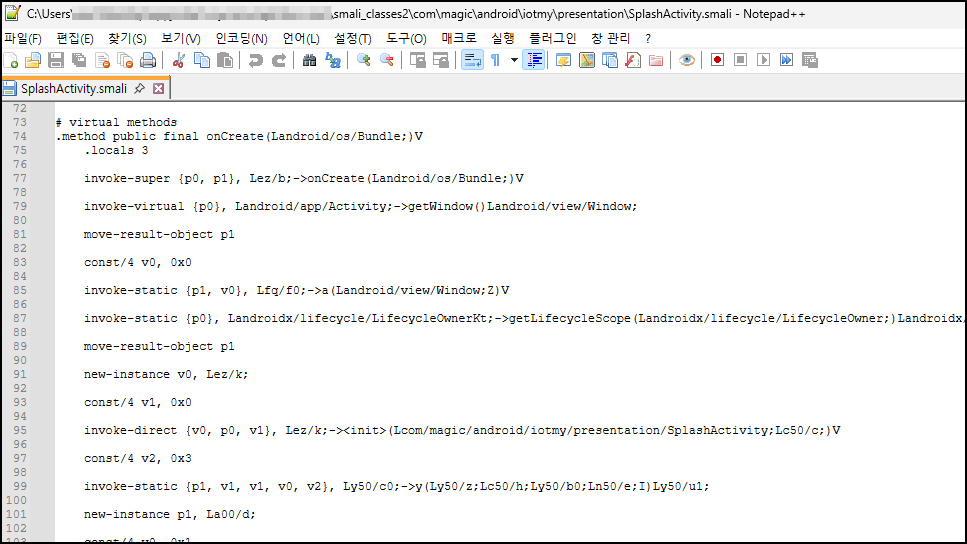 C:\Users\ \smali_classes2\com\magic\android\iotmy\presentation\SplashActivity.smali - Notepad++
파일(F) 편집(E) 찾기(S) 보기(V) 인코딩(N) 언어(L) 설정(T) 도구(O) 매크로 실행 플러그인 창 관리 ?
SplashActivity.smali
72
73 # virtual methods
74 .method public final onCreate(Landroid/os/Bundle;)V
75 .locals 3
76
77 invoke-super {p0, p1}, Lez/b;->onCreate(Landroid/os/Bundle;)V
78
79 invoke-virtual {p0}, Landroid/app/Activity;->getWindow()Landroid/view/Window;
80
81 move-result-object p1
82
83 const/4 v0, 0x0
84
85 invoke-static {p1, v0}, Lfq/f0;->a(Landroid/view/Window;Z)V
86
87 invoke-static {p0}, Landroidx/lifecycle/LifecycleOwnerKt;->getLifecycleScope(Landroidx/lifecycle/LifecycleOwner;)Landroidx/
88
89 move-result-object p1
90
91 new-instance v0, Lez/k;
92
93 const/4 v1, 0x0
94
95 invoke-direct {v0, p0, v1}, Lez/k;-><init>(Lcom/magic/android/iotmy/presentation/SplashActivity;Lc50/c;)V
96
97 const/4 v2, 0x3
98
99 invoke-static {p1, v1, v1, v0, v2}, Ly50/c0;->y(Ly50/z;Lc50/h;Ly50/b0;Ln50/e;I)Ly50/u1;
100
101 new-instance p1, La00/d;
102
103 const/4 v0, 0x1